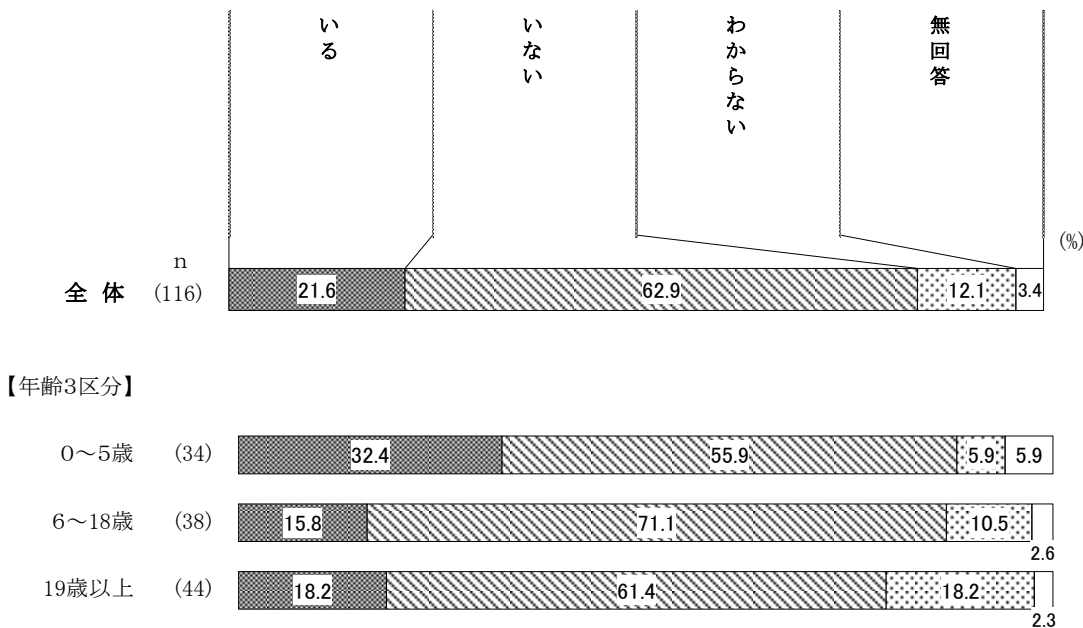 いる
いない
わからない
無回答
(%)
n
全体 (116) 21.6 62.9 12.1 3.4
【年齢3区分】
0～5歳 (34) 32.4 55.9 5.9 5.9
6～18歳 (38) 15.8 71.1 10.5 2.6
19歳以上 (44) 18.2 61.4 18.2 2.3